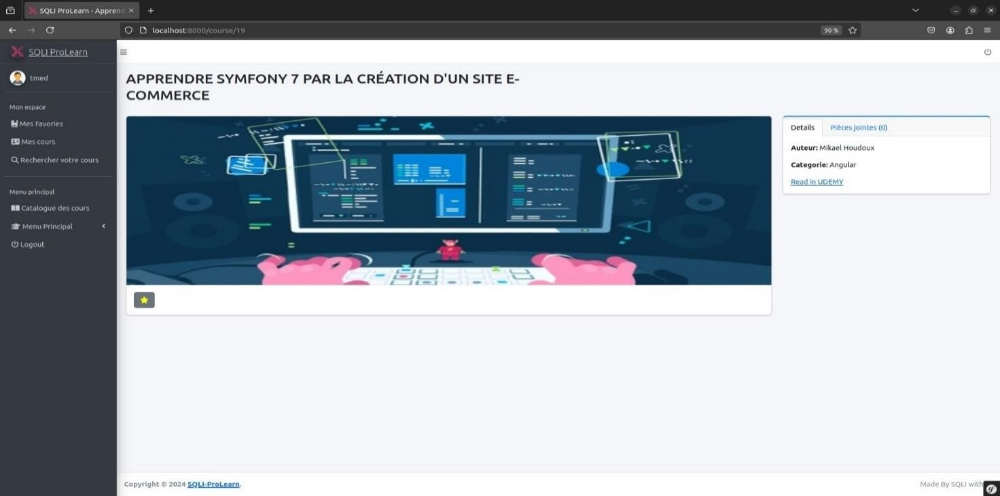 SQLI ProLearn - Apprend
localhost:8000/course/19
90 %
SQLI ProLearn
tmed
Mon espace
Mes Favories
Mes cours
Rechercher votre cours
Menu principal
Catalogue des cours
Menu Principal
Logout
APPRENDRE SYMFONY 7 PAR LA CRÉATION D'UN SITE E-
COMMERCE
Details
Pièces jointes (0)
Auteur: Mikael Houdoux
Categorie: Angular
Read in UDEMY
Copyright © 2024 SQLI-ProLearn.
Made By SQLI with
sf